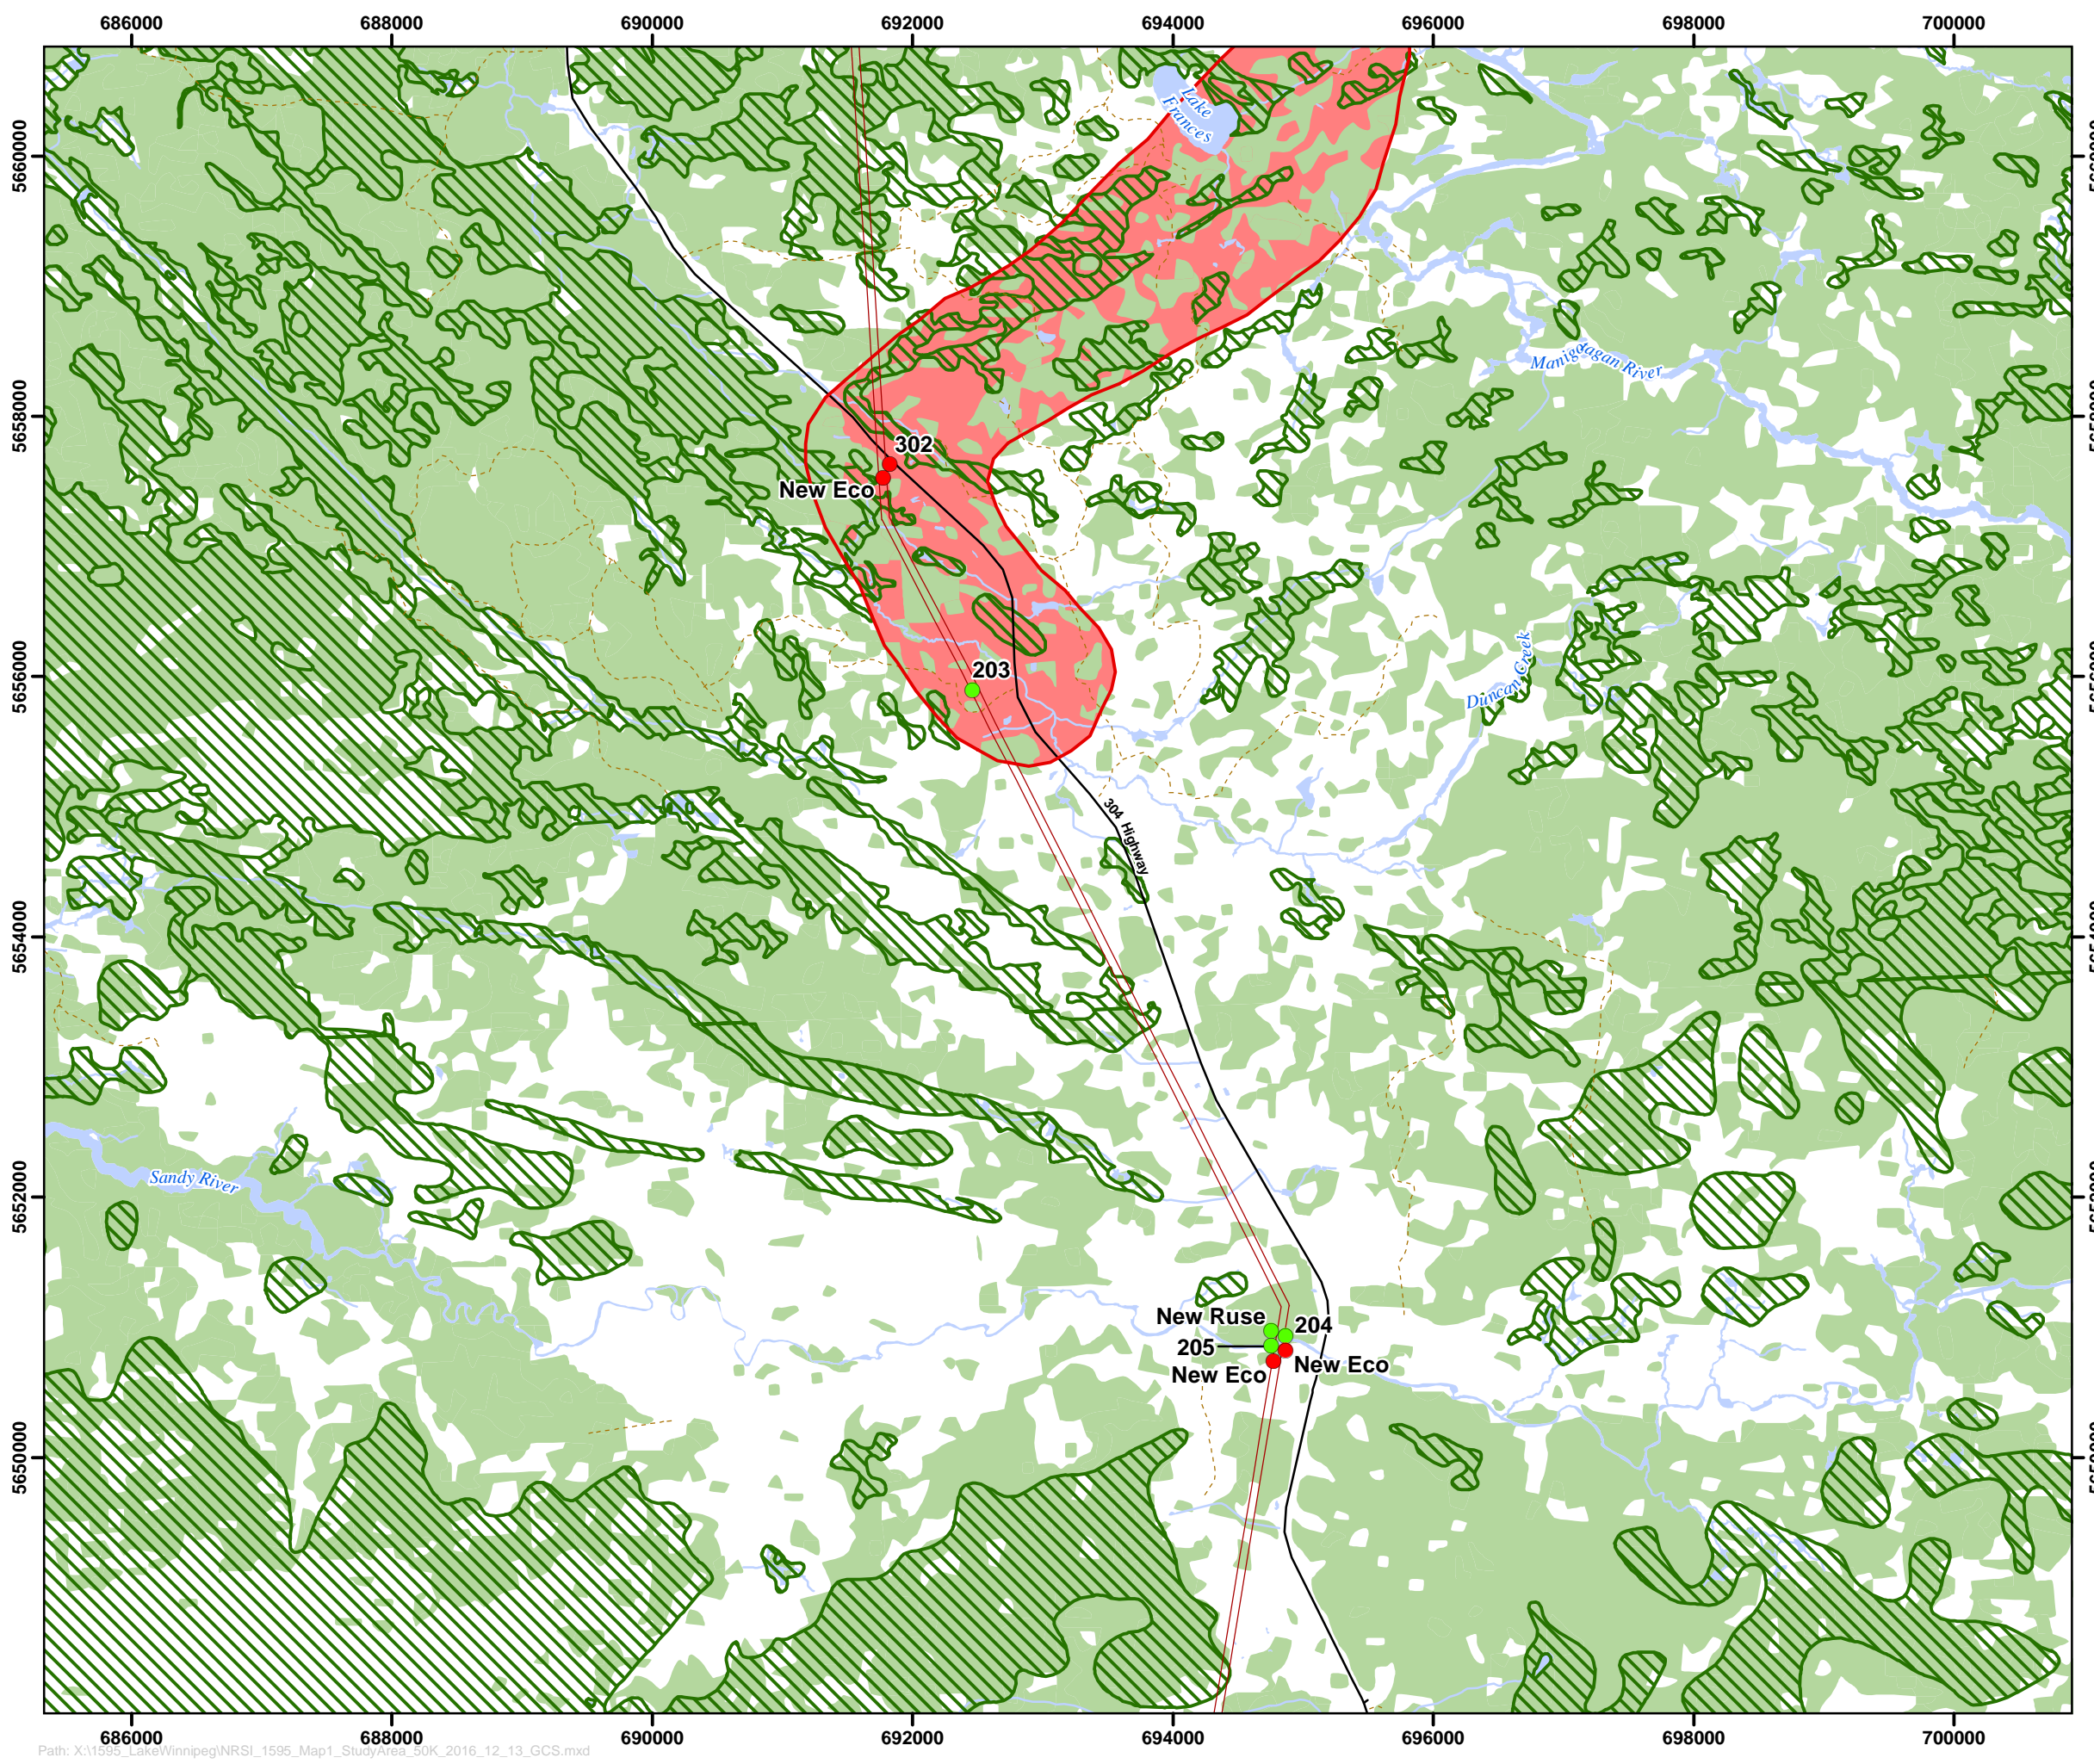 686000 688000 690000 692000 694000 696000 698000 700000
5660000
5658000
5656000
5654000
5652000
5650000
Lake
Frances
Manigotagan River
302
New Eco
203
Duncan Creek
304 Highway
Sandy River
New Ruse
204
205
New Eco
New Eco
686000 688000 690000 692000 694000 696000 698000 700000
Path: X:\1595_LakeWinnipeg\NRSI_1595_Map1_StudyArea_50K_2016_12_13_GCS.mxd